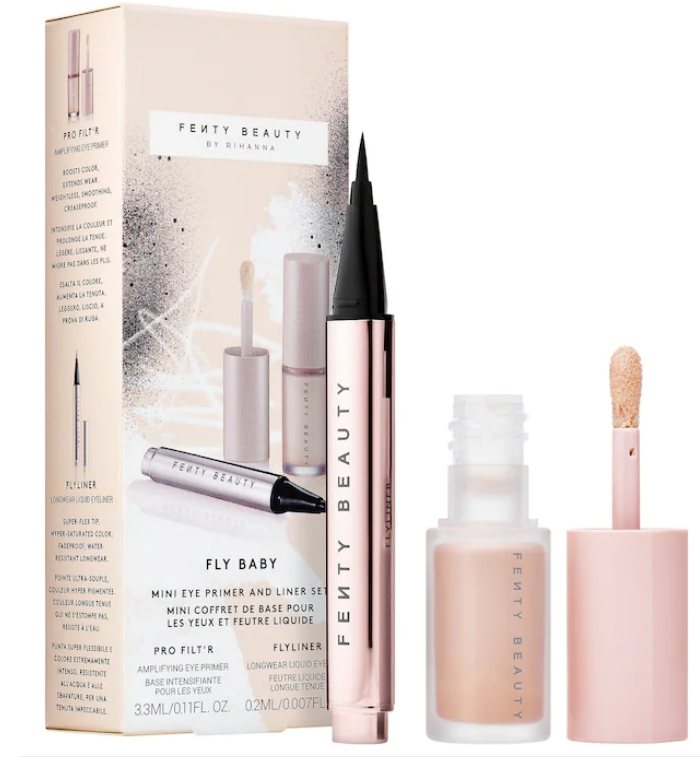 PRO FILT'R
AMPLIFYING EYE PRIMER
BOOSTS COLOR,
EXTENDS WEAR.
WEIGHTLESS, SMOOTHING,
CREASEPROOF.
INTENSIFIE LA COULEUR ET
PROLONGE LA TENUE.
LÉGÈRE, LISSANTE, NE
MIGRE PAS DANS LES PLIS.
ESALTA IL COLORE,
ALIMENTA LA TENUTA.
LEGGERO, LISCIO, A
PROVA DI RUGA.
FLYLINER
LONGWEAR LIQUID EYELINER
SUPER-FLEX TIP,
HYPER-SATURATED COLOR.
FADEPROOF, WATER-
RESISTANT LONGWEAR.
POINTE ULTRA-SOUPLE,
COULEUR HYPER PIGMENTÉE.
COULEUR LONGUE TENUE
QUI NE S'ESTOMPE PAS,
RÉSISTE À L'EAU.
PUNTA SUPER FLESSIBILE E
COLORE ESTREMAMENTE
INTENSO, RESISTENTE
ALL'ACQUA E ALLE
SBAVATURE, PER UNA
TENUTA IMPECCABILE.
FENTY BEAUTY
BY RIHANNA
FENTY BEAUTY
FENTY BEAUTY
FLY BABY
MINI EYE PRIMER AND LINER SET
MINI COFFRET DE BASE POUR
LES YEUX ET FEUTRE LIQUIDE
PRO FILT'R FLYLINER
AMPLIFYING EYE PRIMER LONGWEAR LIQUID EYE
BASE INTENSIFIANTE FEUTRE LIQUIDE
POUR LES YEUX LONGUE TENUE
3.3ML/0.11FL. OZ. 0.2ML/0.007FL
FENTY BEAUTY
FLYLINER
FENTY BEAUTY